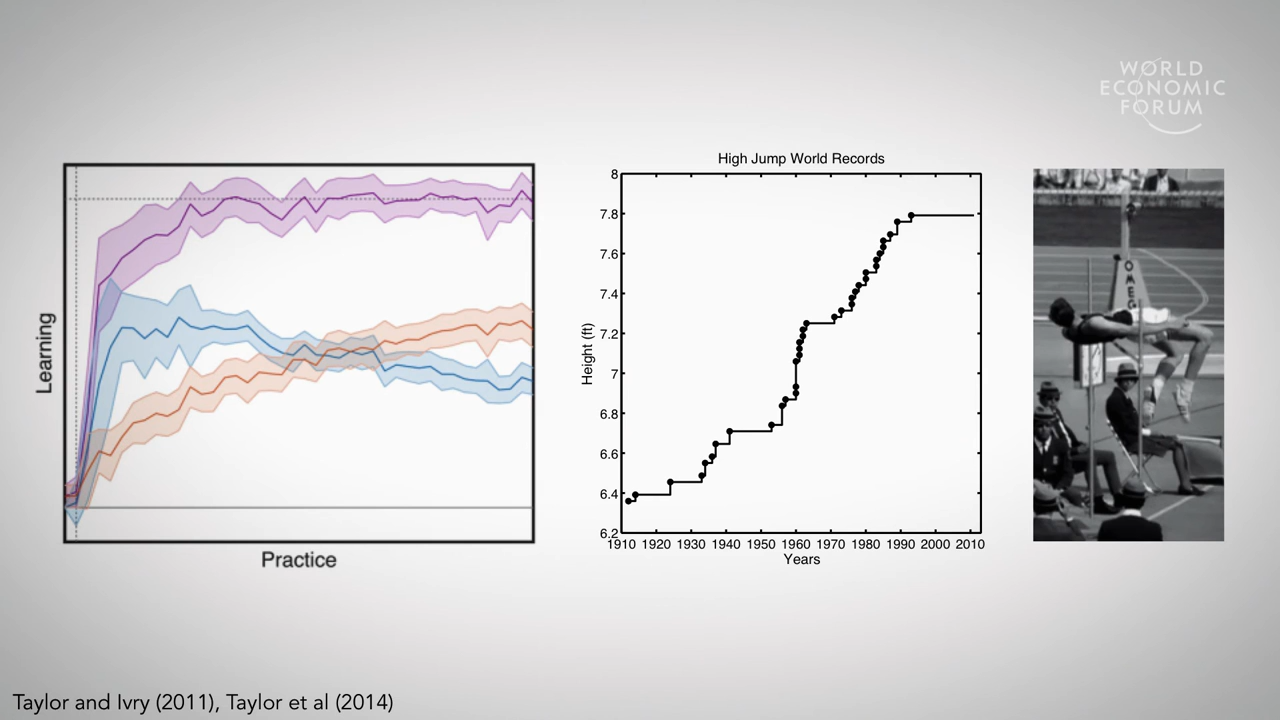 WORLD
ECONOMIC
FORUM
Learning
Practice
High Jump World Records
Height (ft)
8
7.8
7.6
7.4
7.2
7
6.8
6.6
6.4
6.2
1910 1920 1930 1940 1950 1960 1970 1980 1990 2000 2010
Years
OMEGA
Taylor and Ivry (2011), Taylor et al (2014)